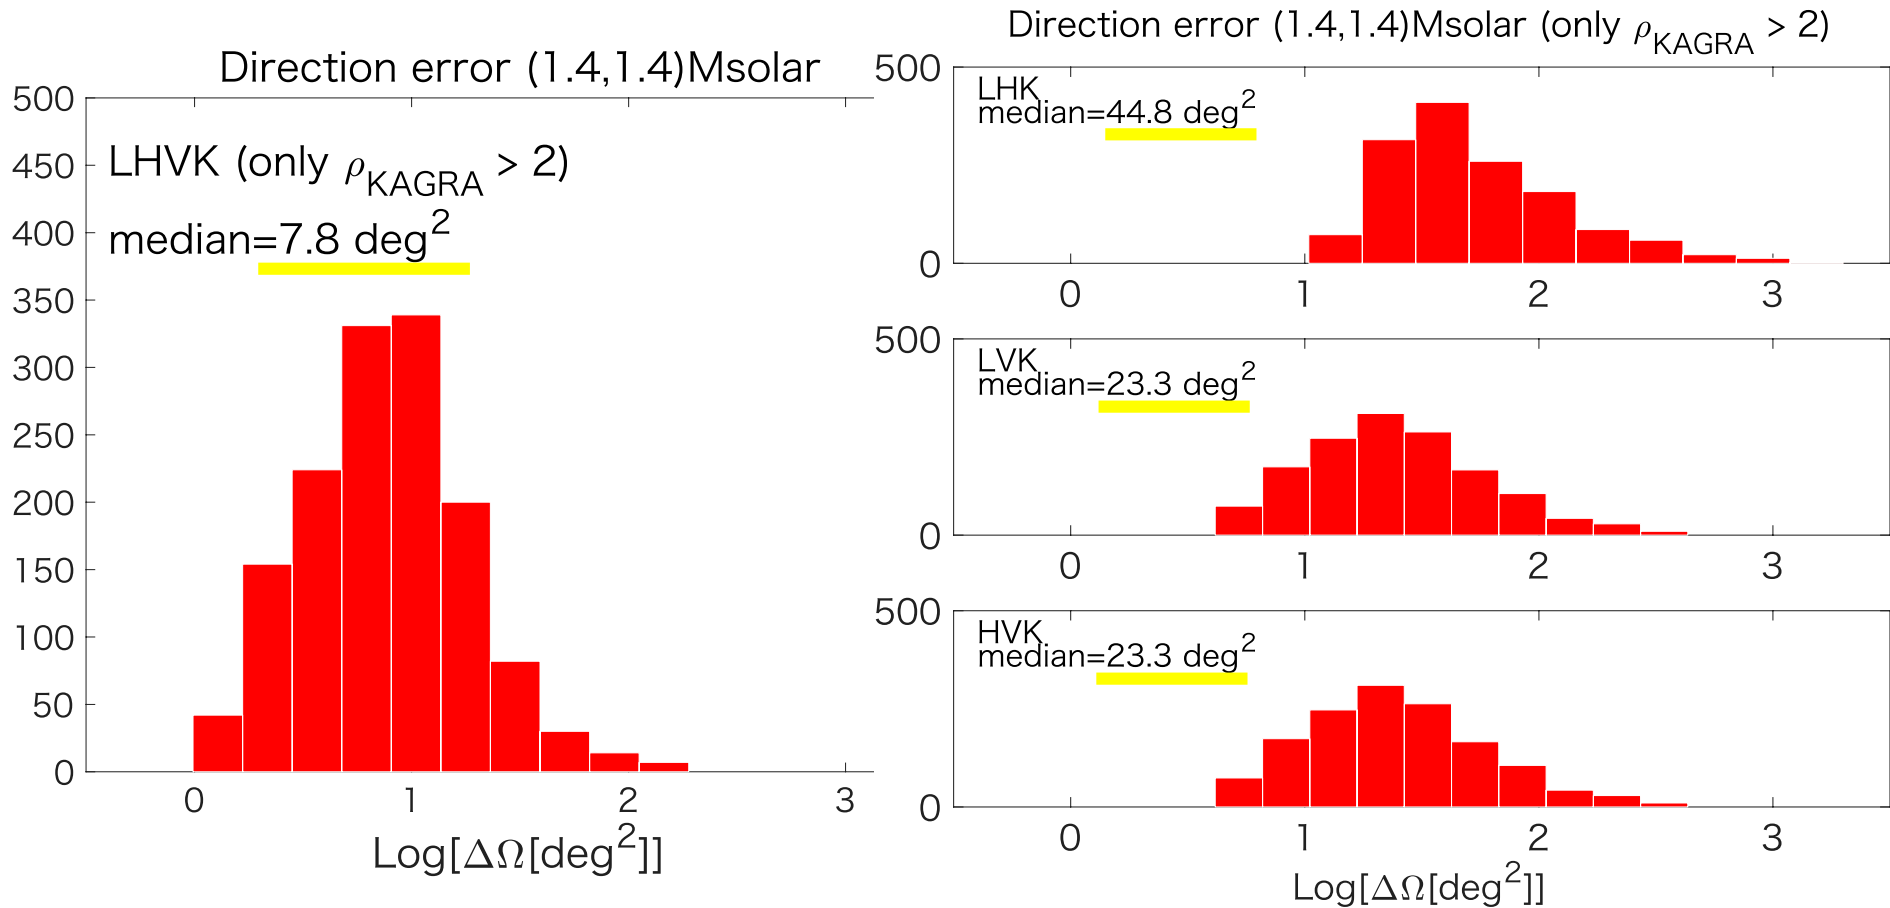 Direction error (1.4,1.4)Msolar
500
450
400
350
300
250
200
150
100
50
0
LHVK (only ρKAGRA > 2)
median=7.8 deg²
0 1 2 3
Log[ΔΩ[deg²]]
Direction error (1.4,1.4)Msolar (only ρKAGRA > 2)
500
LHK
median=44.8 deg²
0
0 1 2 3
500
LVK
median=23.3 deg²
0
0 1 2 3
500
HVK
median=23.3 deg²
0
0 1 2 3
Log[ΔΩ[deg²]]